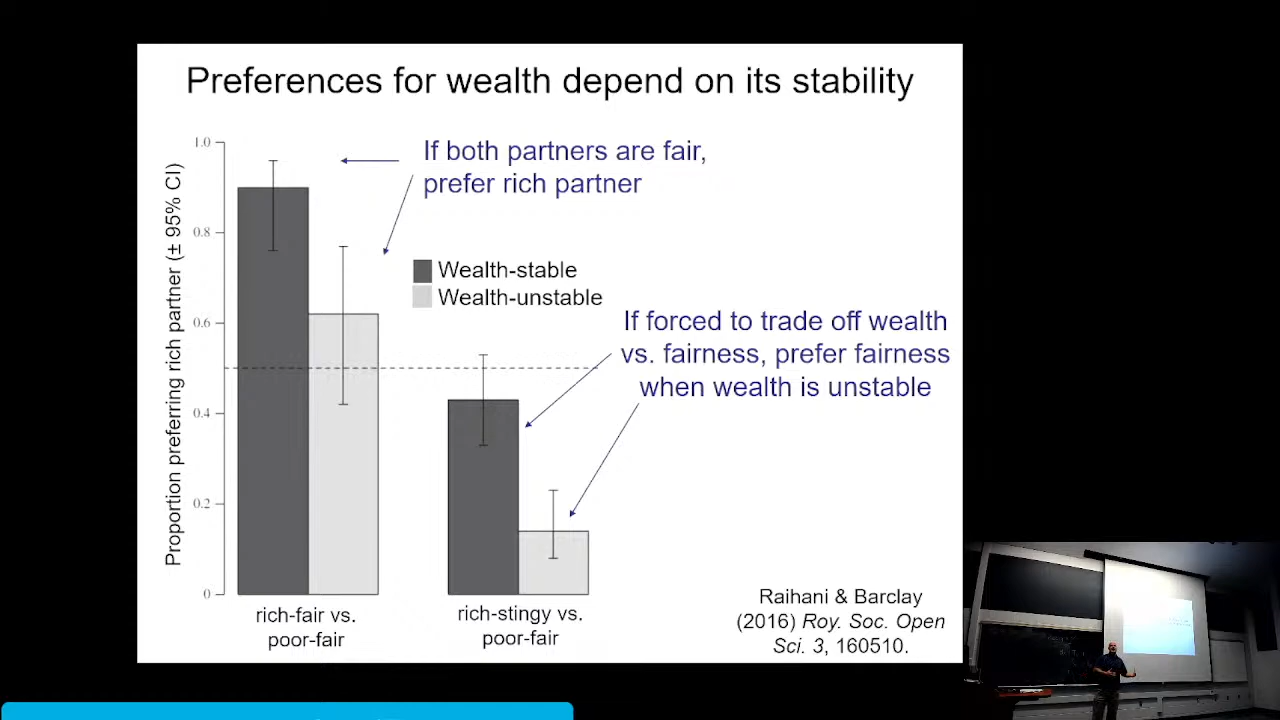 Preferences for wealth depend on its stability
If both partners are fair,
prefer rich partner
1.0
0.8
0.6
0.4
0.2
0
Proportion preferring rich partner (± 95% CI)
Wealth-stable
Wealth-unstable
If forced to trade off wealth
vs. fairness, prefer fairness
when wealth is unstable
rich-fair vs.
poor-fair
rich-stingy vs.
poor-fair
Raihani & Barclay
(2016) Roy. Soc. Open
Sci. 3, 160510.